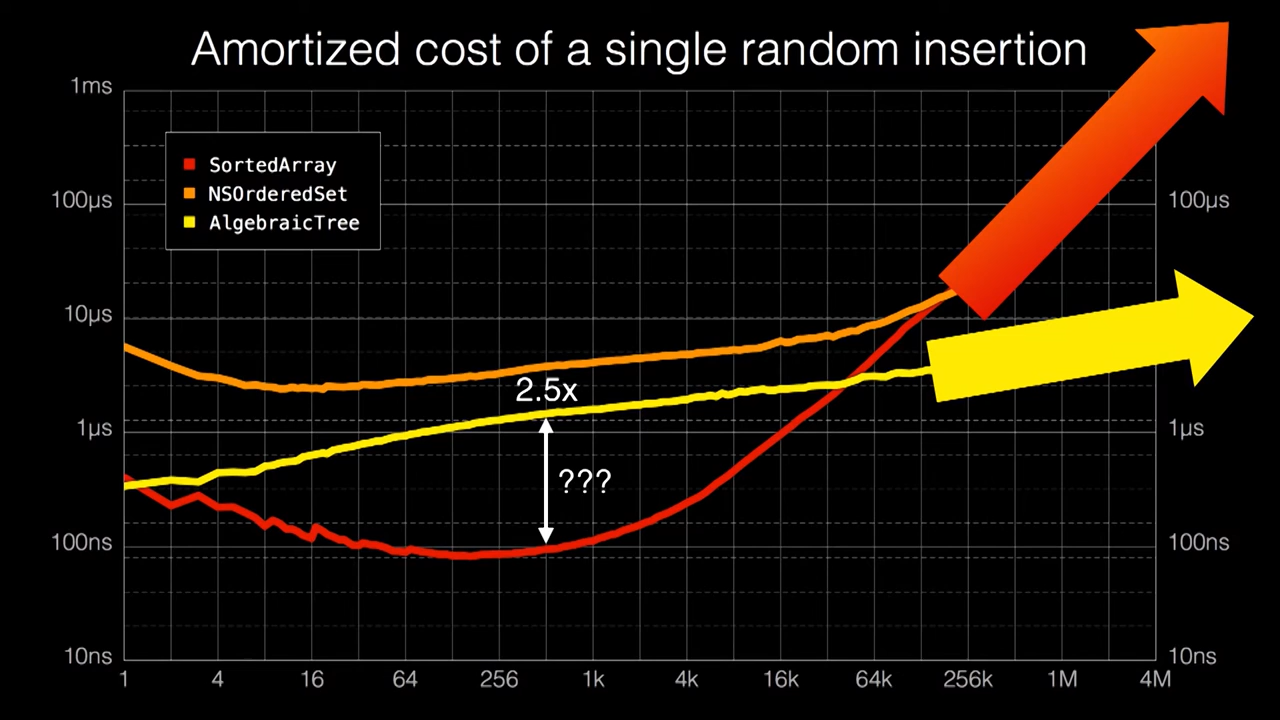 Amortized cost of a single random insertion
1ms
100µs
10µs
1µs
100ns
10ns
SortedArray
NSOrderedSet
AlgebraicTree
2.5x
???
100µs
1µs
100ns
10ns
1 4 16 64 256 1k 4k 16k 64k 256k 1M 4M